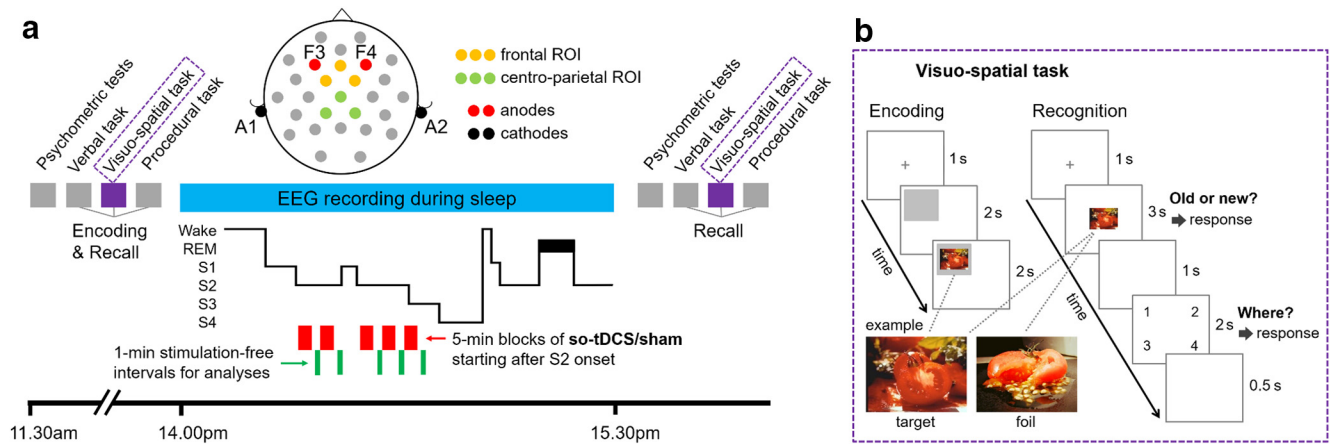 a
F3 F4
A1 A2
frontal ROI
centro-parietal ROI
anodes
cathodes
Psychometric tests
Verbal task
Visuo-spatial task
Procedural task
Encoding
& Recall
EEG recording during sleep
Psychometric tests
Verbal task
Visuo-spatial task
Procedural task
Recall
Wake
REM
S1
S2
S3
S4
1-min stimulation-free
intervals for analyses
5-min blocks of so-tDCS/sham
starting after S2 onset
11.30am 14.00pm 15.30pm
b
Visuo-spatial task
Encoding
+
1 s
2 s
2 s
time
example
target
foil
Recognition
+
1 s
3 s
Old or new?
response
1 s
1 2
3 4
2 s
Where?
response
0.5 s
time